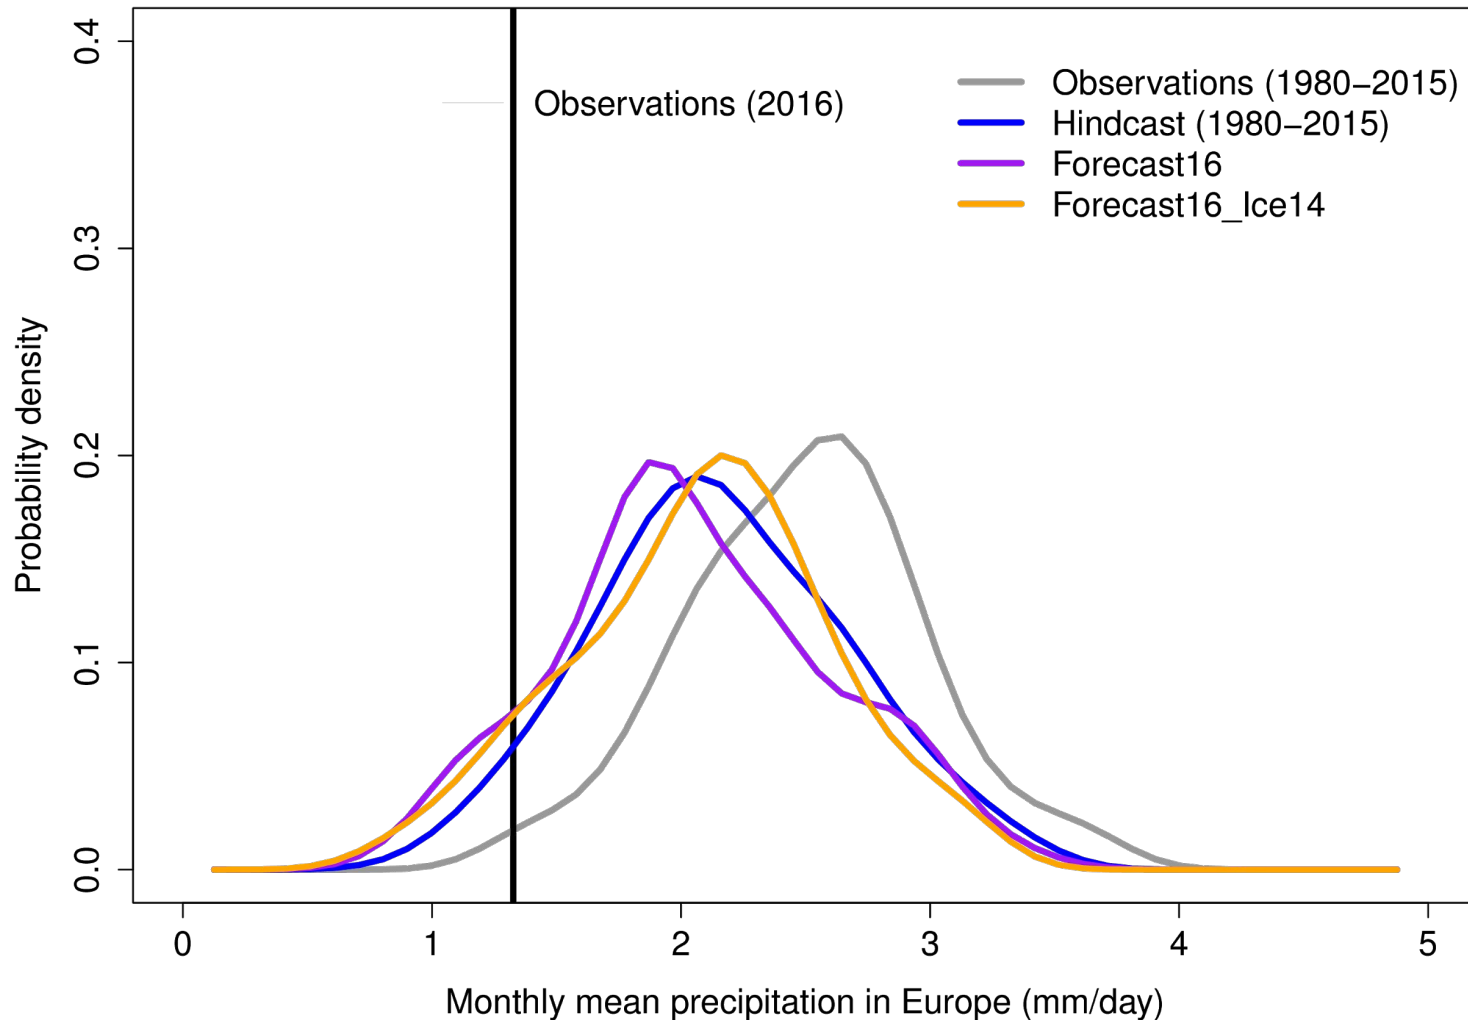 Observations (2016)
Observations (1980−2015)
Hindcast (1980−2015)
Forecast16
Forecast16_Ice14
Probability density
0.4
0.3
0.2
0.1
0.0
0 1 2 3 4 5
Monthly mean precipitation in Europe (mm/day)